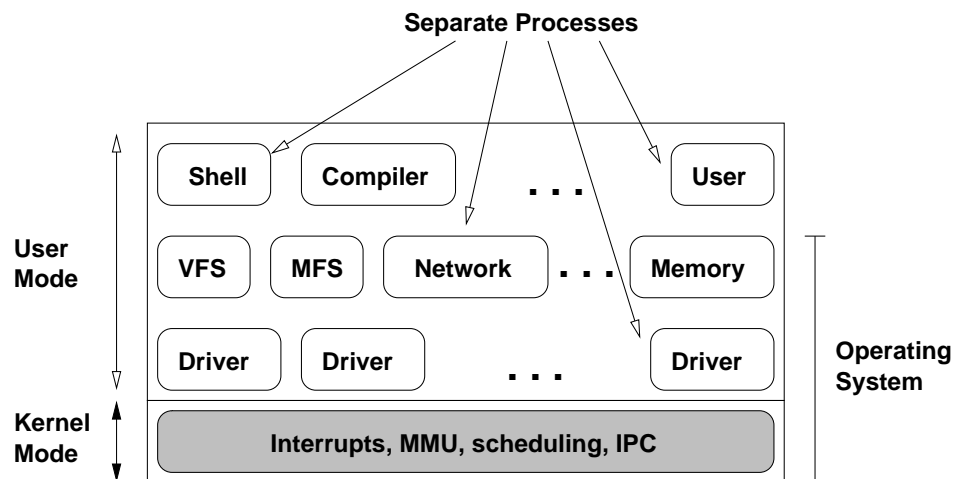 Separate Processes
Shell
Compiler
. . .
User
User
Mode
VFS
MFS
Network
. . .
Memory
Driver
Driver
. . .
Driver
Operating
System
Kernel
Mode
Interrupts, MMU, scheduling, IPC